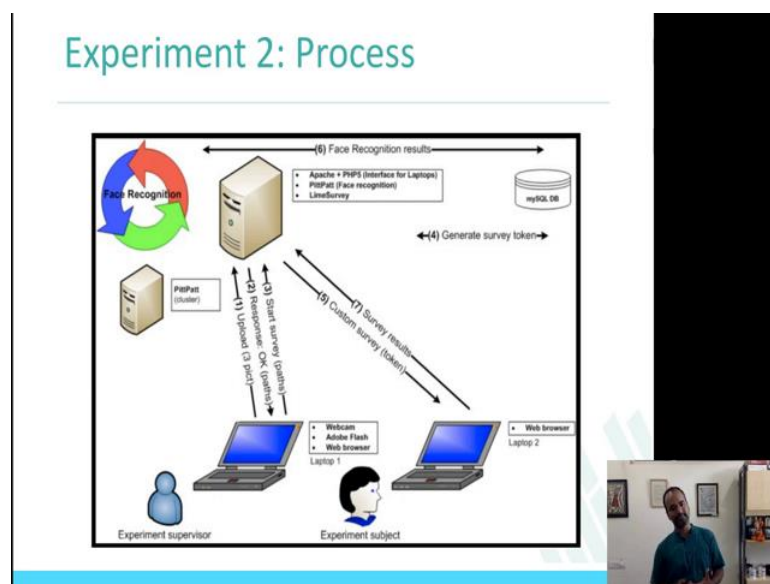 Experiment 2: Process
(6) Face Recognition results
Face Recognition
• Apache + PHP5 (Interface for Laptops)
• PittPatt (Face recognition)
• LimeSurvey
mySQL DB
(4) Generate survey token
PittPatt
(cluster)
(1) Upload (3 pict)
(2) Response: OK (paths)
(3) Start survey (paths)
(5) Custom survey (token)
(7) Survey results
• Webcam
• Adobe Flash
• Web browser
Laptop 1
• Web browser
Laptop 2
Experiment supervisor
Experiment subject